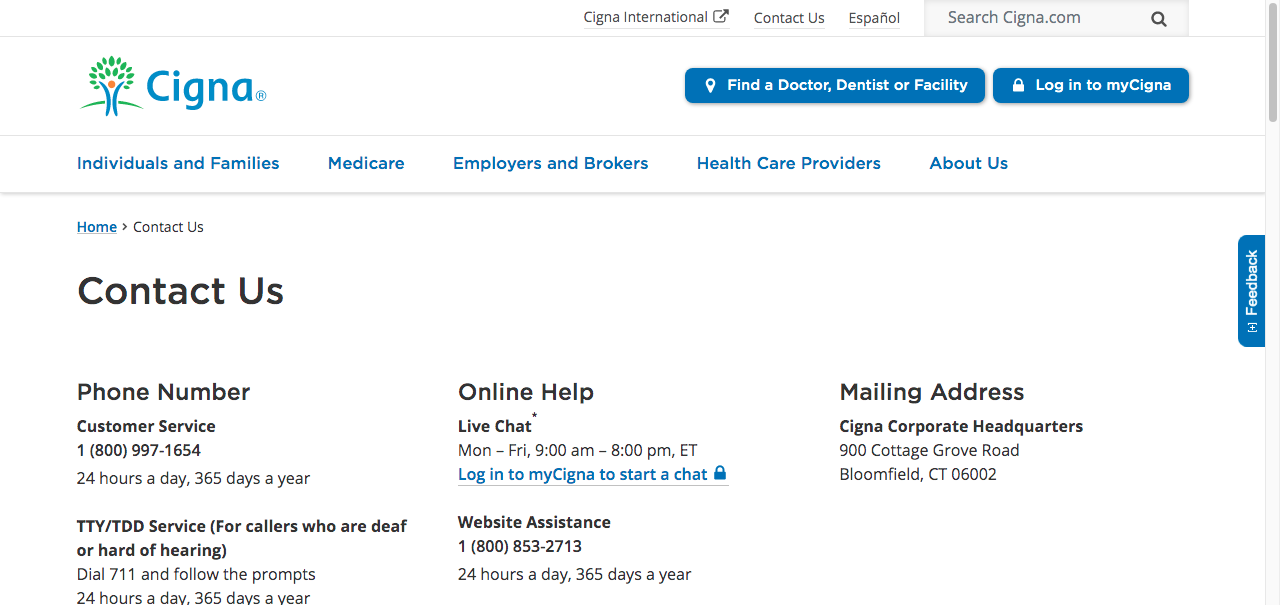 Cigna International
Contact Us
Español
Search Cigna.com
Cigna®
Find a Doctor, Dentist or Facility
Log in to myCigna
Individuals and Families
Medicare
Employers and Brokers
Health Care Providers
About Us
Home › Contact Us
Feedback
Contact Us
Phone Number
Customer Service
1 (800) 997-1654
24 hours a day, 365 days a year
TTY/TDD Service (For callers who are deaf
or hard of hearing)
Dial 711 and follow the prompts
24 hours a day, 365 days a year
Online Help
Live Chat*
Mon – Fri, 9:00 am – 8:00 pm, ET
Log in to myCigna to start a chat
Website Assistance
1 (800) 853-2713
24 hours a day, 365 days a year
Mailing Address
Cigna Corporate Headquarters
900 Cottage Grove Road
Bloomfield, CT 06002